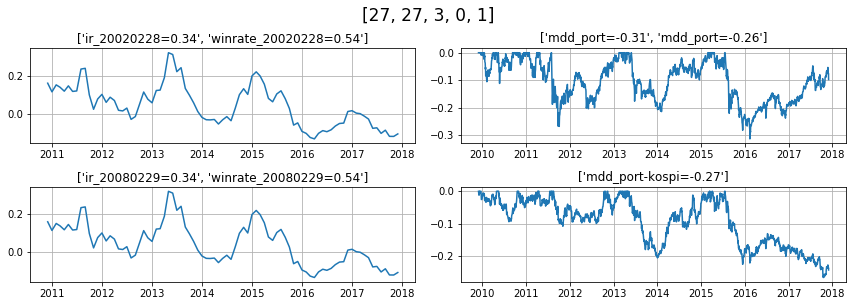 [27, 27, 3, 0, 1]
['ir_20020228=0.34', 'winrate_20020228=0.54']
0.2
0.0
2011 2012 2013 2014 2015 2016 2017 2018
['mdd_port=-0.31', 'mdd_port=-0.26']
0.0
−0.1
−0.2
−0.3
2010 2011 2012 2013 2014 2015 2016 2017 2018
['ir_20080229=0.34', 'winrate_20080229=0.54']
0.2
0.0
2011 2012 2013 2014 2015 2016 2017 2018
['mdd_port-kospi=-0.27']
0.0
−0.1
−0.2
2010 2011 2012 2013 2014 2015 2016 2017 2018